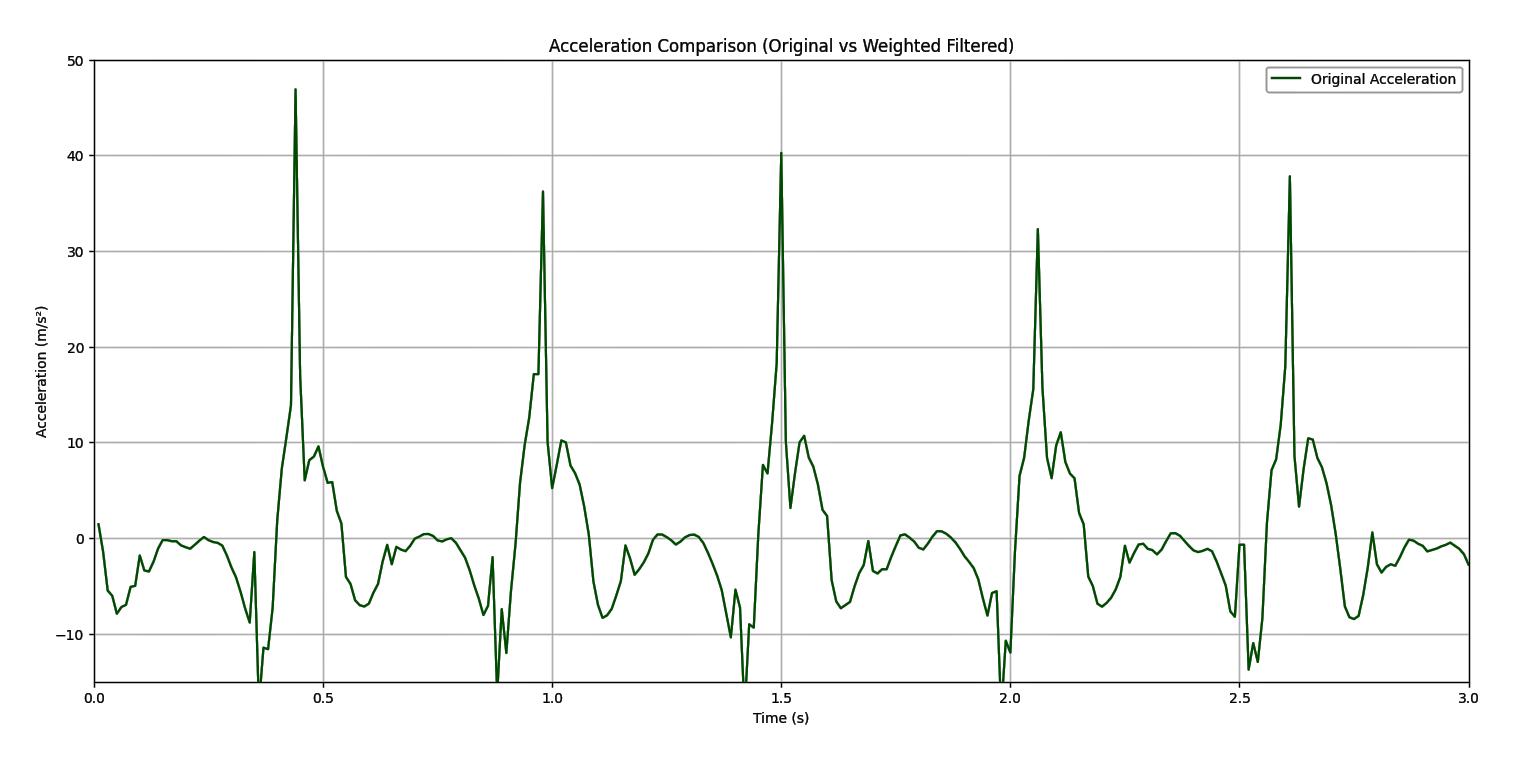 Acceleration Comparison (Original vs Weighted Filtered)
Original Acceleration
Acceleration (m/s²)
50
40
30
20
10
0
−10
0.0 0.5 1.0 1.5 2.0 2.5 3.0
Time (s)